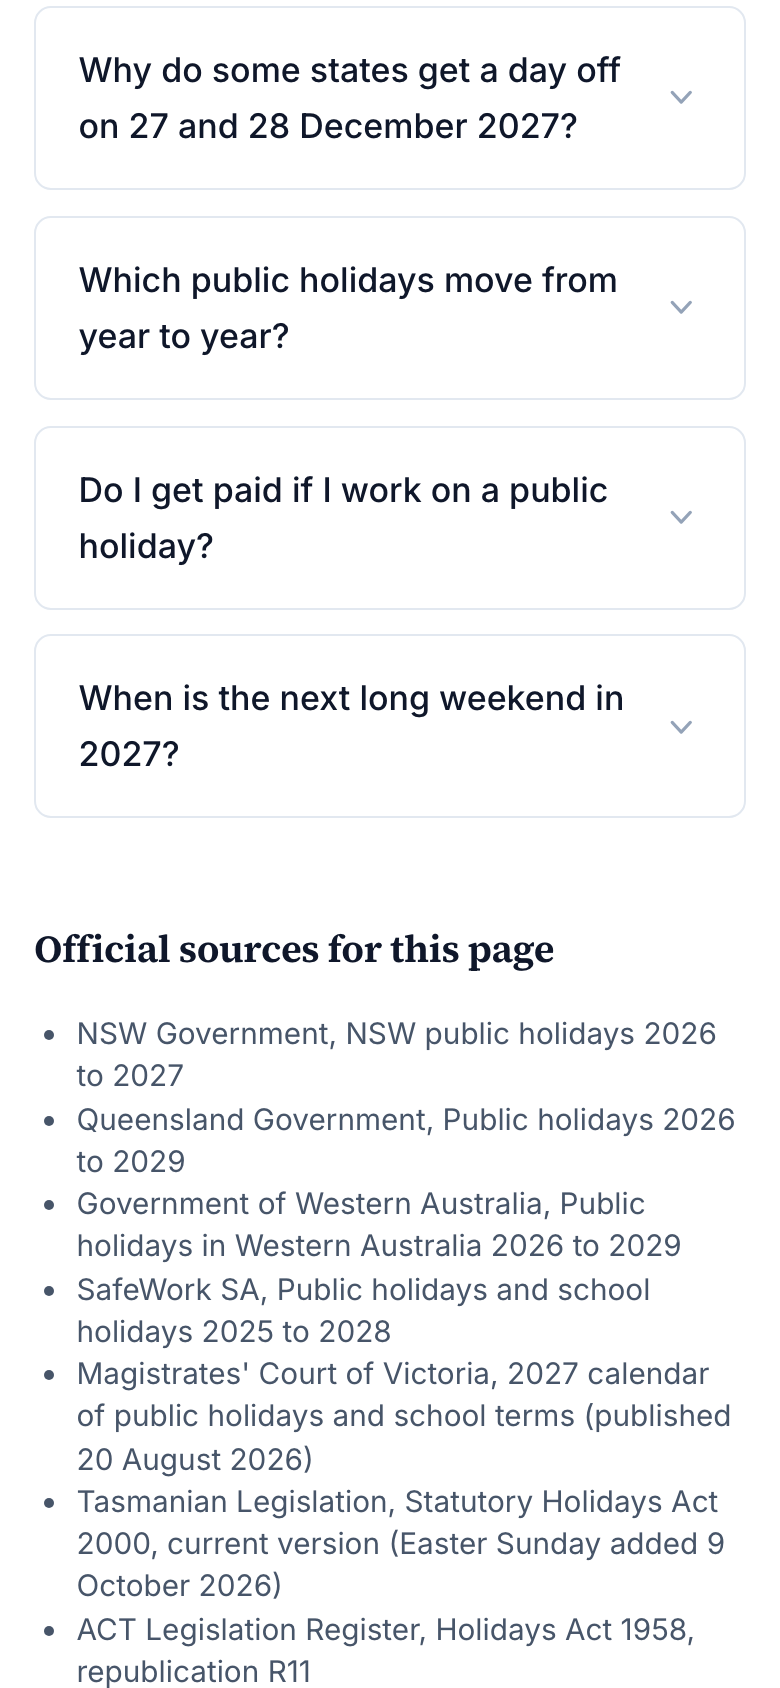 Why do some states get a day off
on 27 and 28 December 2027?
Which public holidays move from
year to year?
Do I get paid if I work on a public
holiday?
When is the next long weekend in
2027?
Official sources for this page
• NSW Government, NSW public holidays 2026
to 2027
• Queensland Government, Public holidays 2026
to 2029
• Government of Western Australia, Public
holidays in Western Australia 2026 to 2029
• SafeWork SA, Public holidays and school
holidays 2025 to 2028
• Magistrates' Court of Victoria, 2027 calendar
of public holidays and school terms (published
20 August 2026)
• Tasmanian Legislation, Statutory Holidays Act
2000, current version (Easter Sunday added 9
October 2026)
• ACT Legislation Register, Holidays Act 1958,
republication R11